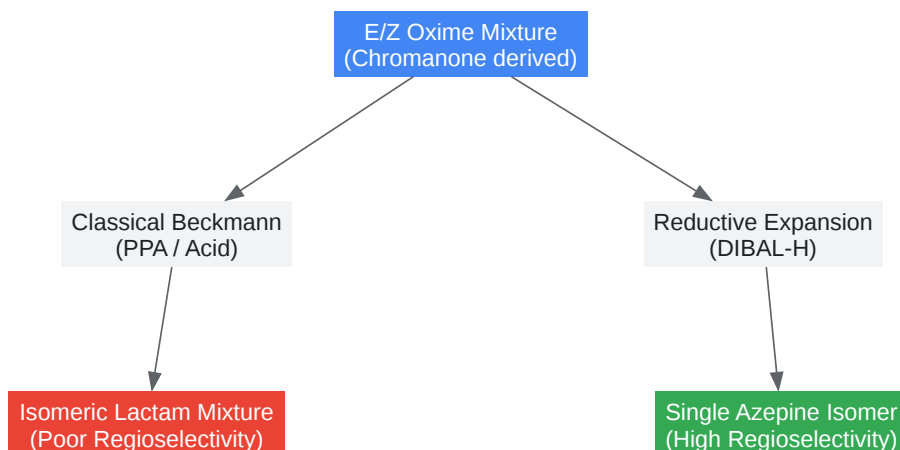 E/Z Oxime Mixture
(Chromanone derived)
Classical Beckmann
(PPA / Acid)
Reductive Expansion
(DIBAL-H)
Isomeric Lactam Mixture
(Poor Regioselectivity)
Single Azepine Isomer
(High Regioselectivity)